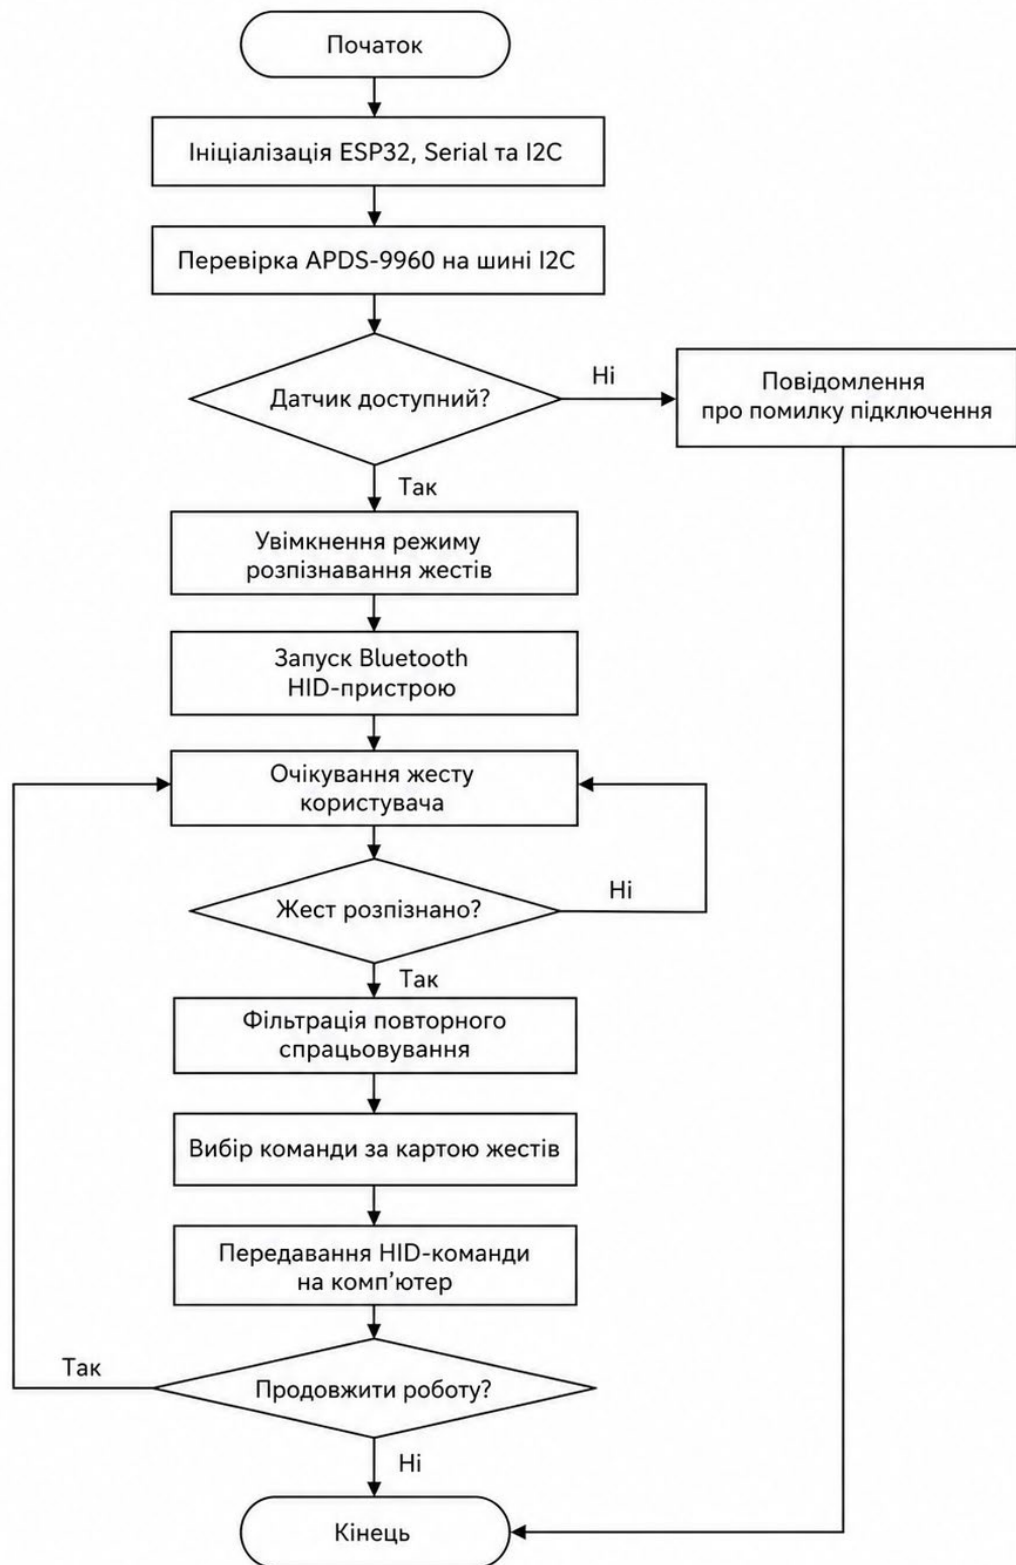 Початок
Ініціалізація ESP32, Serial та I2C
Перевірка APDS-9960 на шині I2C
Датчик доступний?
Ні
Повідомлення
про помилку підключення
Так
Увімкнення режиму
розпізнавання жестів
Запуск Bluetooth
HID-пристрою
Очікування жесту
користувача
Жест розпізнано?
Ні
Так
Фільтрація повторного
спрацьовування
Вибір команди за картою жестів
Передавання HID-команди
на комп’ютер
Продовжити роботу?
Так
Ні
Кінець